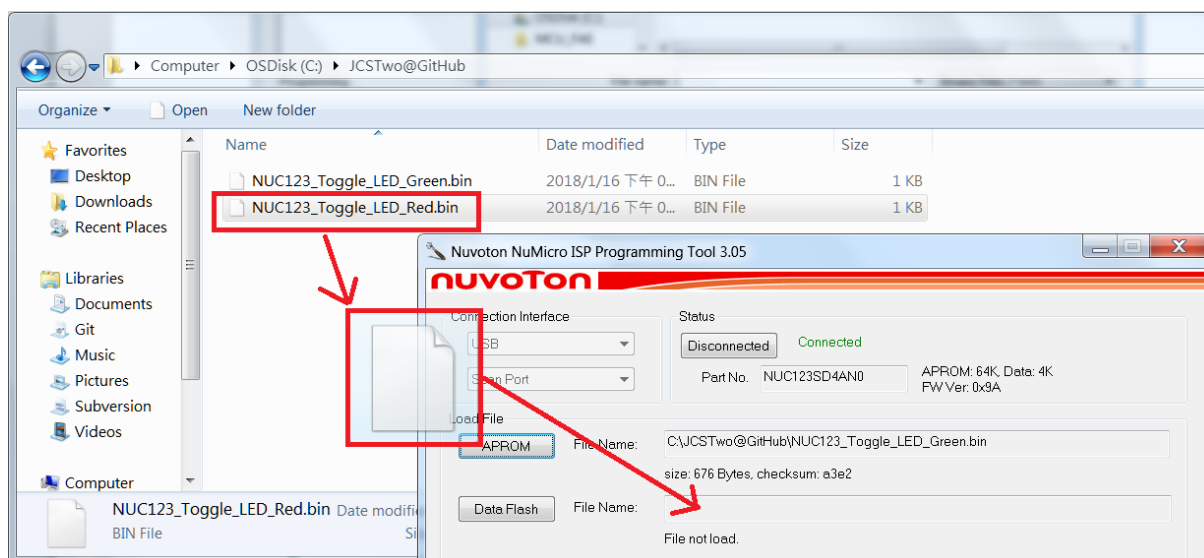 Computer OSDisk (C:) JCSTwo@GitHub
Organize Open New folder
Favorites
Desktop
Downloads
Recent Places
Libraries
Documents
Git
Music
Pictures
Subversion
Videos
Computer
Name Date modified Type Size
NUC123_Toggle_LED_Green.bin 2018/1/16 下午 0... BIN File 1 KB
NUC123_Toggle_LED_Red.bin 2018/1/16 下午 0... BIN File 1 KB
NUC123_Toggle_LED_Red.bin Date modifi
BIN File Si
Nuvoton NuMicro ISP Programming Tool 3.05
nuvoTon
Connection Interface
USB
Scan Port
Status
Disconnected Connected
Part No. NUC123SD4AN0 APROM: 64K, Data: 4K
FW Ver: 0x9A
Load File
APROM File Name: C:\JCSTwo@GitHub\NUC123_Toggle_LED_Green.bin
size: 676 Bytes, checksum: a3e2
Data Flash File Name:
File not load.